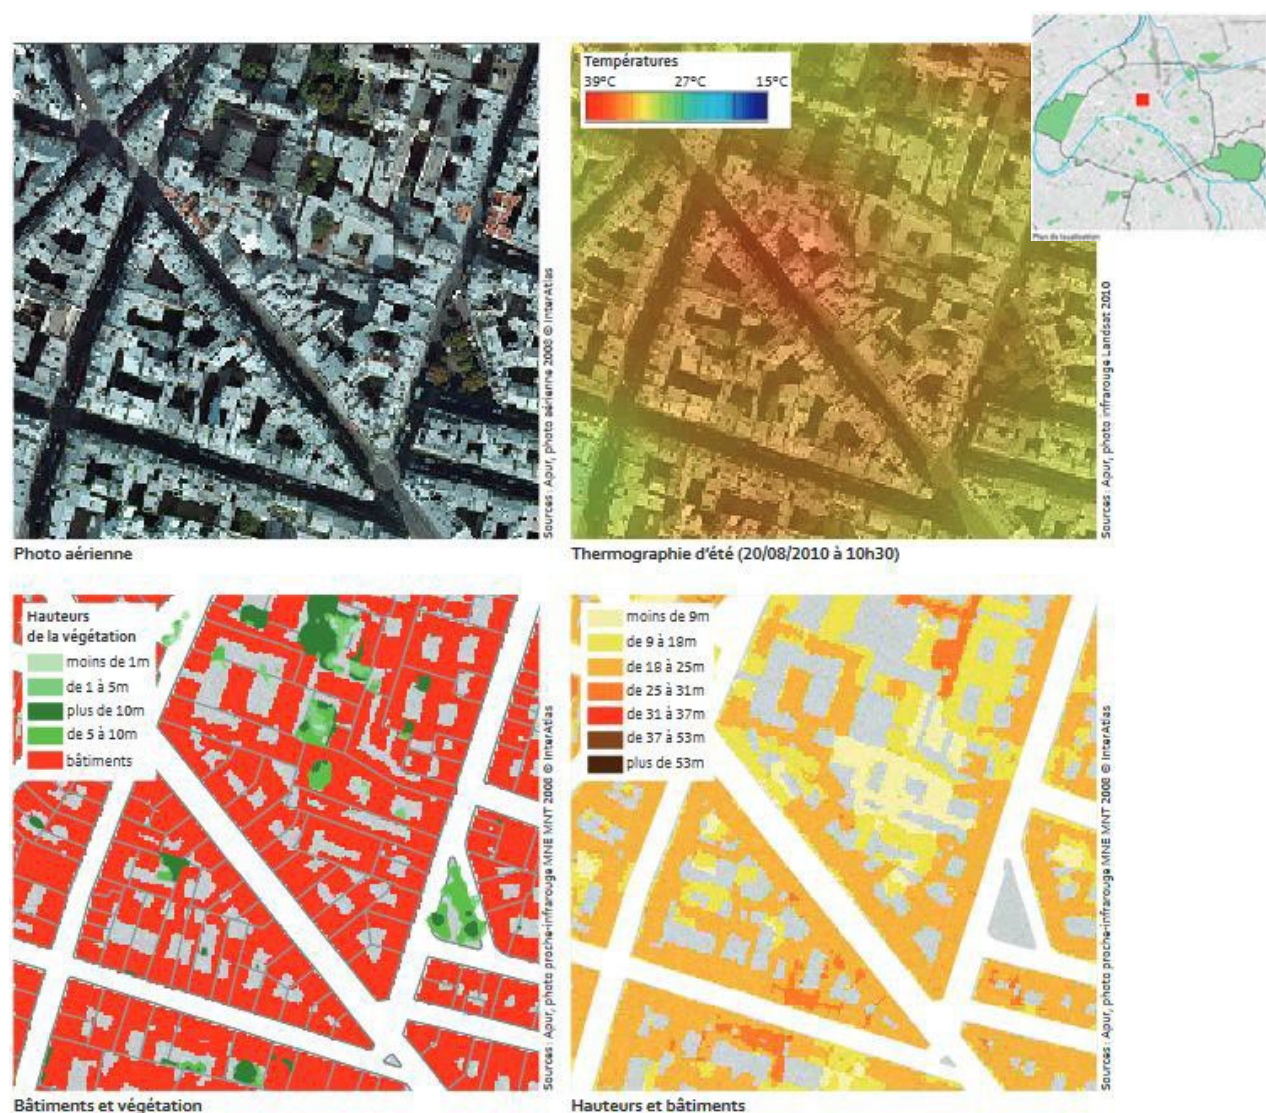 Températures
39°C 27°C 15°C
Plan de localisation
Sources : Apur, photo aérienne 2008 © InterAtlas
Sources : Apur, photo infrarouge Landsat 2010
Photo aérienne
Thermographie d'été (20/08/2010 à 10h30)
Hauteurs
de la végétation
moins de 1m
de 1 à 5m
plus de 10m
de 5 à 10m
bâtiments
moins de 9m
de 9 à 18m
de 18 à 25m
de 25 à 31m
de 31 à 37m
de 37 à 53m
plus de 53m
Sources : Apur, photo proche-infrarouge MNE MNT 2008 © InterAtlas
Sources : Apur, photo proche-infrarouge MNE MNT 2008 © InterAtlas
Bâtiments et végétation
Hauteurs et bâtiments